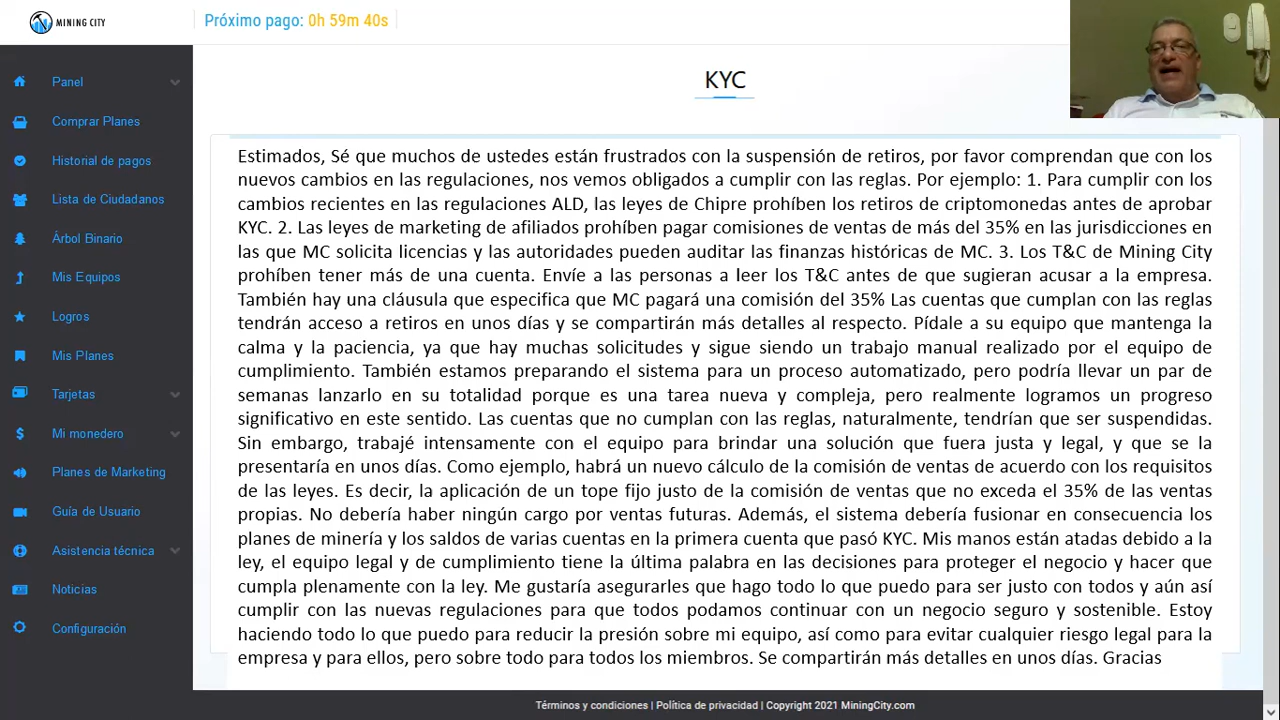 MINING CITY
Próximo pago: 0h 59m 40s
Panel
Comprar Planes
Historial de pagos
Lista de Ciudadanos
Árbol Binario
Mis Equipos
Logros
Mis Planes
Tarjetas
Mi monedero
Planes de Marketing
Guía de Usuario
Asistencia técnica
Noticias
Configuración
KYC
Estimados, Sé que muchos de ustedes están frustrados con la suspensión de retiros, por favor comprendan que con los
nuevos cambios en las regulaciones, nos vemos obligados a cumplir con las reglas. Por ejemplo: 1. Para cumplir con los
cambios recientes en las regulaciones ALD, las leyes de Chipre prohíben los retiros de criptomonedas antes de aprobar
KYC. 2. Las leyes de marketing de afiliados prohíben pagar comisiones de ventas de más del 35% en las jurisdicciones en
las que MC solicita licencias y las autoridades pueden auditar las finanzas históricas de MC. 3. Los T&C de Mining City
prohíben tener más de una cuenta. Envíe a las personas a leer los T&C antes de que sugieran acusar a la empresa.
También hay una cláusula que especifica que MC pagará una comisión del 35% Las cuentas que cumplan con las reglas
tendrán acceso a retiros en unos días y se compartirán más detalles al respecto. Pídale a su equipo que mantenga la
calma y la paciencia, ya que hay muchas solicitudes y sigue siendo un trabajo manual realizado por el equipo de
cumplimiento. También estamos preparando el sistema para un proceso automatizado, pero podría llevar un par de
semanas lanzarlo en su totalidad porque es una tarea nueva y compleja, pero realmente logramos un progreso
significativo en este sentido. Las cuentas que no cumplan con las reglas, naturalmente, tendrían que ser suspendidas.
Sin embargo, trabajé intensamente con el equipo para brindar una solución que fuera justa y legal, y que se la
presentaría en unos días. Como ejemplo, habrá un nuevo cálculo de la comisión de ventas de acuerdo con los requisitos
de las leyes. Es decir, la aplicación de un tope fijo justo de la comisión de ventas que no exceda el 35% de las ventas
propias. No debería haber ningún cargo por ventas futuras. Además, el sistema debería fusionar en consecuencia los
planes de minería y los saldos de varias cuentas en la primera cuenta que pasó KYC. Mis manos están atadas debido a la
ley, el equipo legal y de cumplimiento tiene la última palabra en las decisiones para proteger el negocio y hacer que
cumpla plenamente con la ley. Me gustaría asegurarles que hago todo lo que puedo para ser justo con todos y aún así
cumplir con las nuevas regulaciones para que todos podamos continuar con un negocio seguro y sostenible. Estoy
haciendo todo lo que puedo para reducir la presión sobre mi equipo, así como para evitar cualquier riesgo legal para la
empresa y para ellos, pero sobre todo para todos los miembros. Se compartirán más detalles en unos días. Gracias
Términos y condiciones | Política de privacidad | Copyright 2021 MiningCity.com